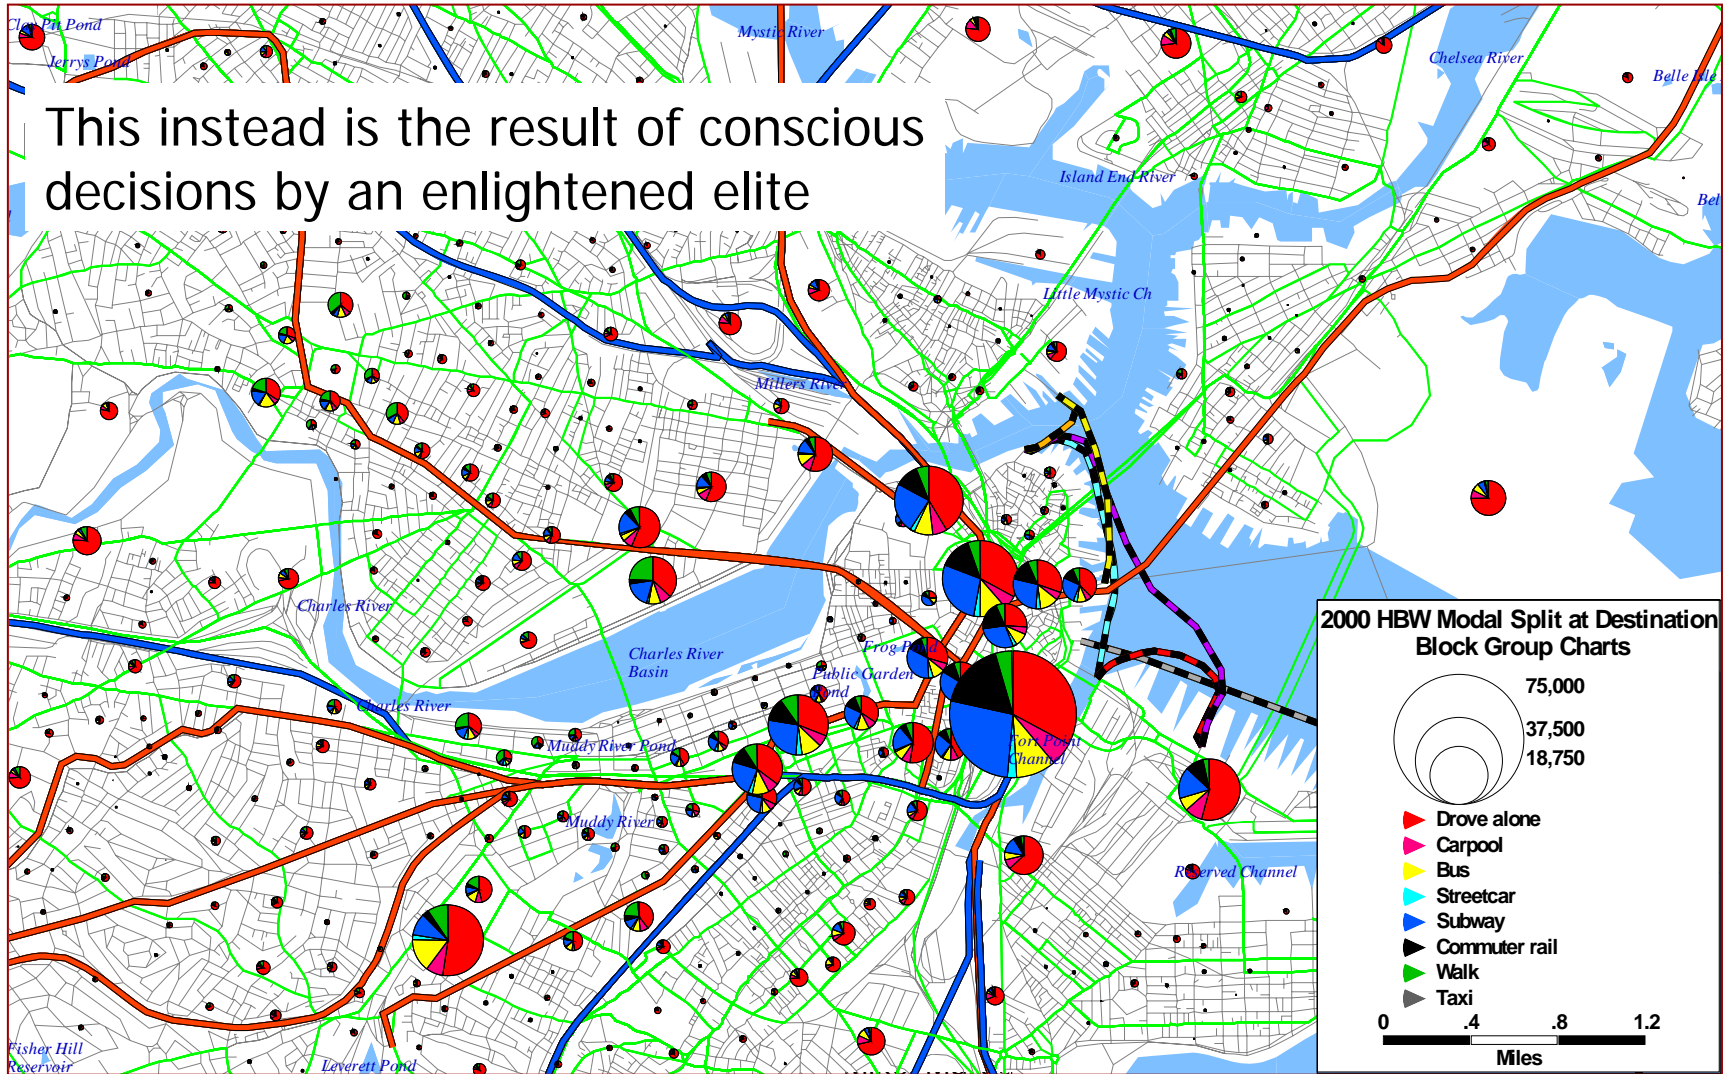 Clay Pit Pond
Jerrys Pond
Mystic River
Chelsea River
Belle Isle
This instead is the result of conscious
decisions by an enlightened elite
Island End River
Bel
Little Mystic Ch
Millers River
Charles River
Charles River
Basin
Frog Pond
Public Garden
Pond
Charles River
Muddy River Pond
Fort Point
Channel
Muddy River
Reserved Channel
Fisher Hill
Reservoir
Leverett Pond
2000 HBW Modal Split at Destination
Block Group Charts
75,000
37,500
18,750
Drove alone
Carpool
Bus
Streetcar
Subway
Commuter rail
Walk
Taxi
0 .4 .8 1.2
Miles